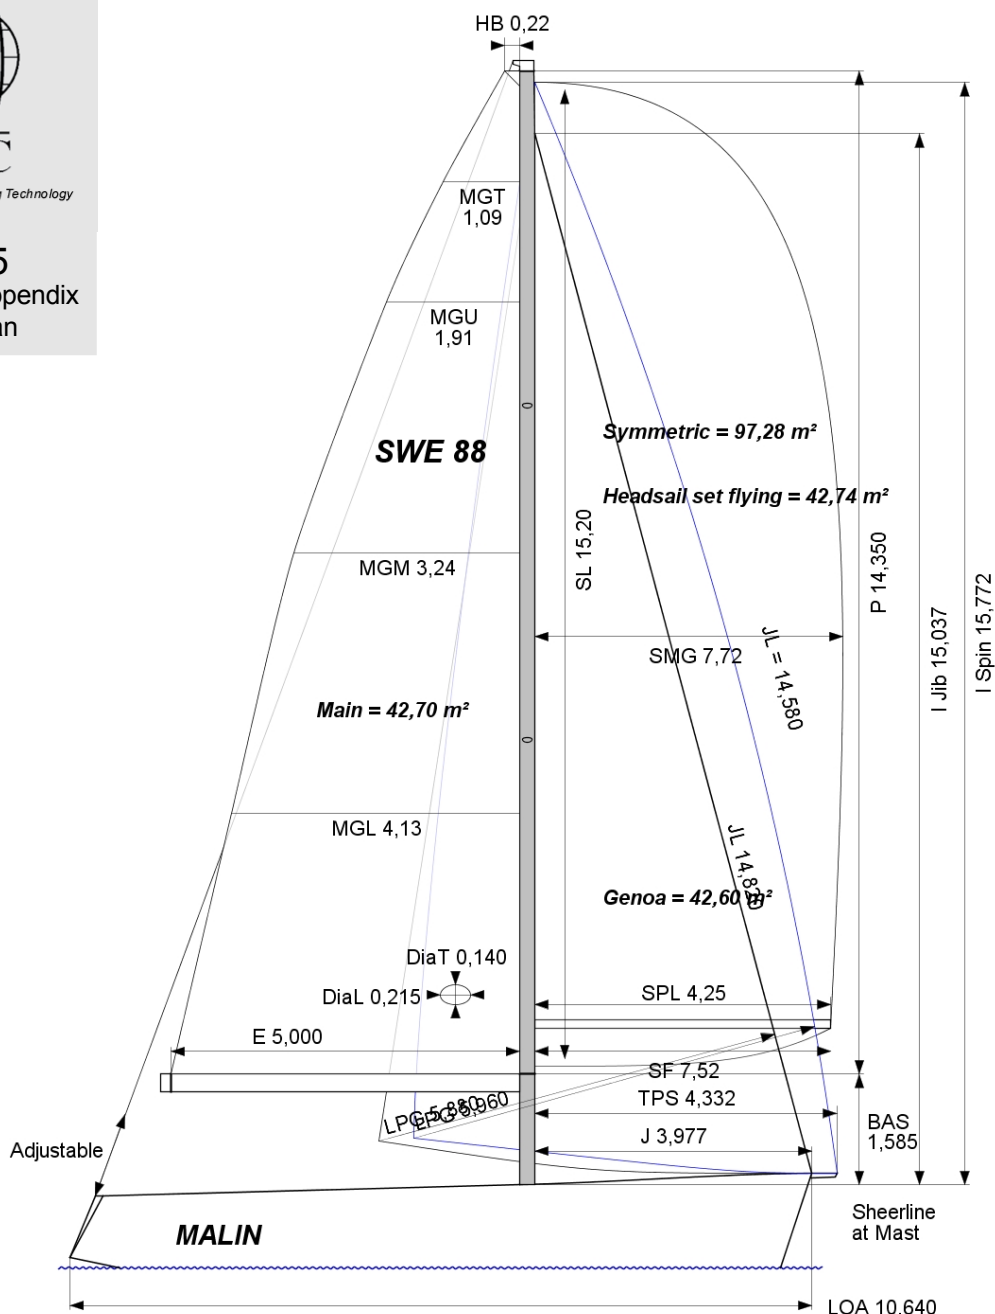 HB 0,22
Technology
5
an
MGT
1,09
MGU
1,91
SWE 88
Symmetric = 97,28 m²
Headsail set flying = 42,74 m²
SL 15,20
P 14,350
I Jib 15,037
I Spin 15,772
MGM 3,24
SMG 7,72
JL = 14,580
Main = 42,70 m²
MGL 4,13
JL 14,820
Genoa = 42,60 m²
DiaT 0,140
DiaL 0,215
SPL 4,25
E 5,000
SF 7,52
TPS 4,332
LPG 5,960
J 3,977
BAS
1,585
Adjustable
Sheerline
at Mast
MALIN
LOA 10,640